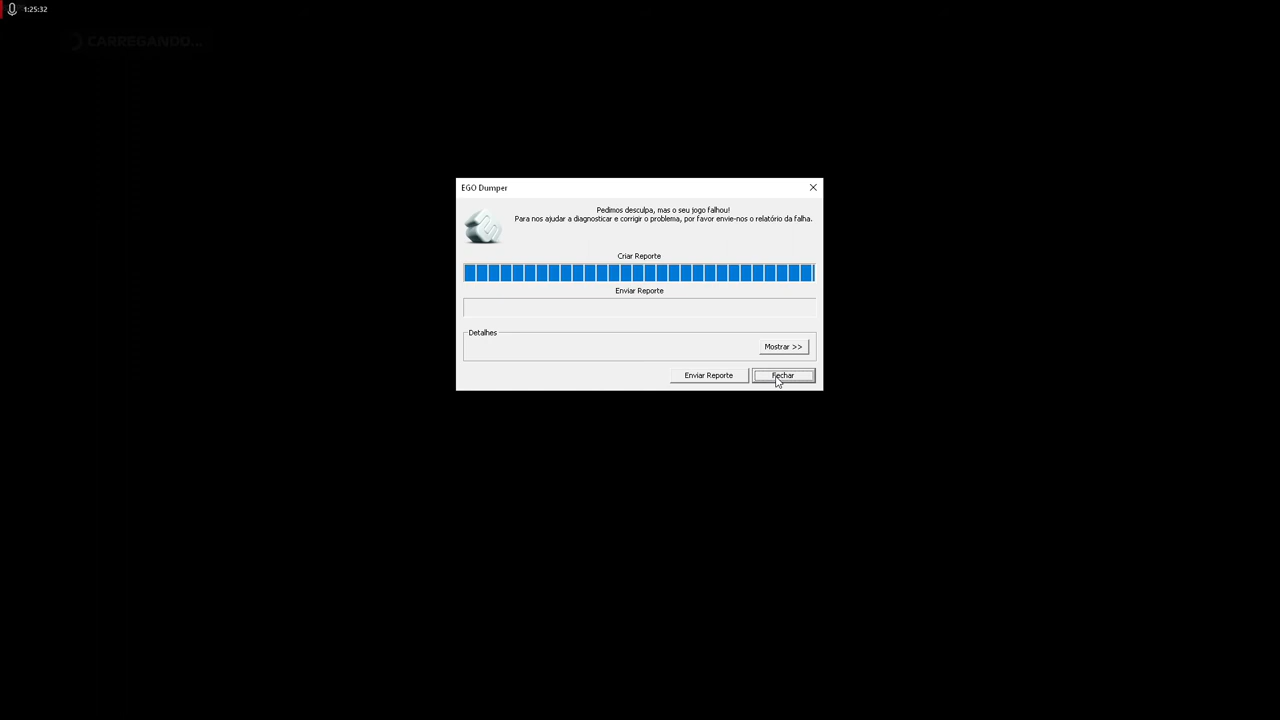 1:25:32
CARREGANDO...
EGO Dumper
Pedimos desculpa, mas o seu jogo falhou!
Para nos ajudar a diagnosticar e corrigir o problema, por favor envie-nos o relatório da falha.
Criar Reporte
Enviar Reporte
Detalhes
Mostrar >>
Enviar Reporte
Fechar